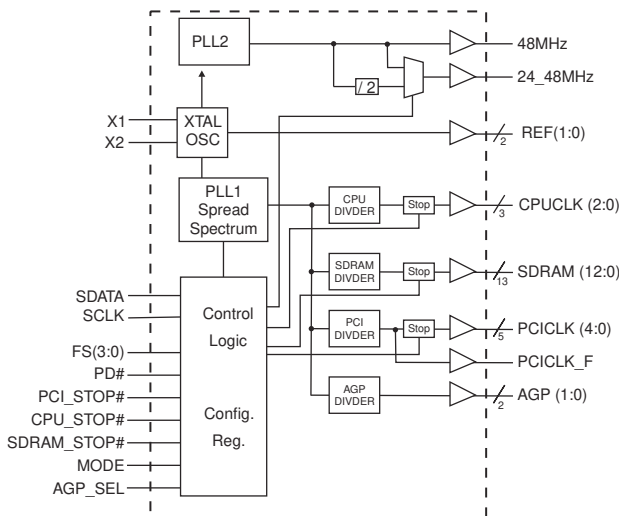 PLL2
48MHz
/ 2
24_48MHz
X1
X2
XTAL
OSC
REF(1:0)
2
PLL1
Spread
Spectrum
CPU
DIVDER
Stop
CPUCLK (2:0)
3
SDRAM
DIVDER
Stop
SDRAM (12:0)
13
PCI
DIVDER
Stop
PCICLK (4:0)
5
PCICLK_F
AGP
DIVDER
AGP (1:0)
2
SDATA
SCLK
FS(3:0)
PD#
PCI_STOP#
CPU_STOP#
SDRAM_STOP#
MODE
AGP_SEL
Control
Logic
Config.
Reg.